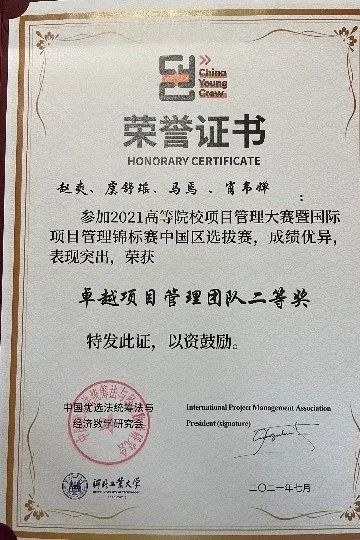 China
Young
Crew
荣誉证书
HONORARY CERTIFICATE
赵爽、虞舒瑶、马笃、肖韦婵：
参加2021高等院校项目管理大赛暨国际
项目管理锦标赛中国区选拔赛，成绩优异，
表现突出，荣获
卓越项目管理团队二等奖
特发此证，以资鼓励。
中国优选法统筹法与
经济数学研究会
International Project Management Association
President (signature)
河北工业大学
二〇二一年七月